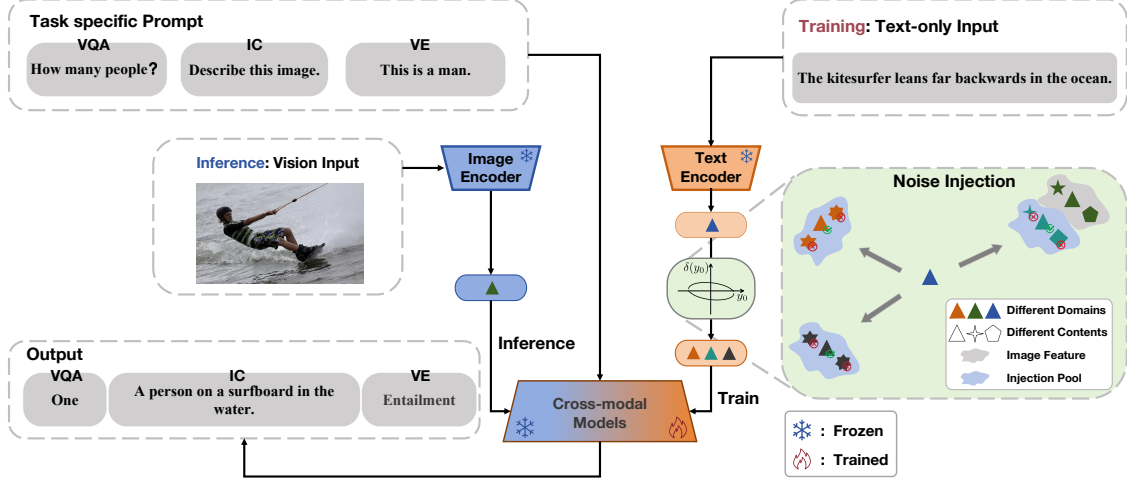 Task specific Prompt
VQA
How many people?
IC
Describe this image.
VE
This is a man.
Training: Text-only Input
The kitesurfer leans far backwards in the ocean.
Inference: Vision Input
Image
Encoder
Text
Encoder
Noise Injection
δ(y₀)
y₀
Different Domains
Different Contents
Image Feature
Injection Pool
Inference
Train
Output
VQA
One
IC
A person on a surfboard in the
water.
VE
Entailment
Cross-modal
Models
: Frozen
: Trained